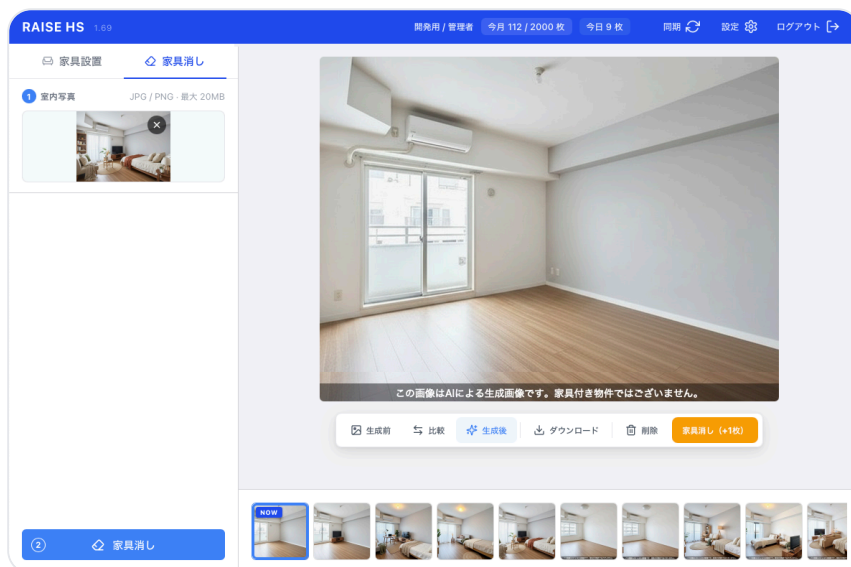 RAISE HS 1.69 開発用 / 管理者 今月 112 / 2000 枚 今日 9 枚 同期 設定 ログアウト
家具設置 家具消し
1 室内写真 JPG / PNG · 最大 20MB
この画像はAIによる生成画像です。家具付き物件ではございません。
生成前 比較 生成後 ダウンロード 削除 家具消し (+1枚)
NOW
2 家具消し